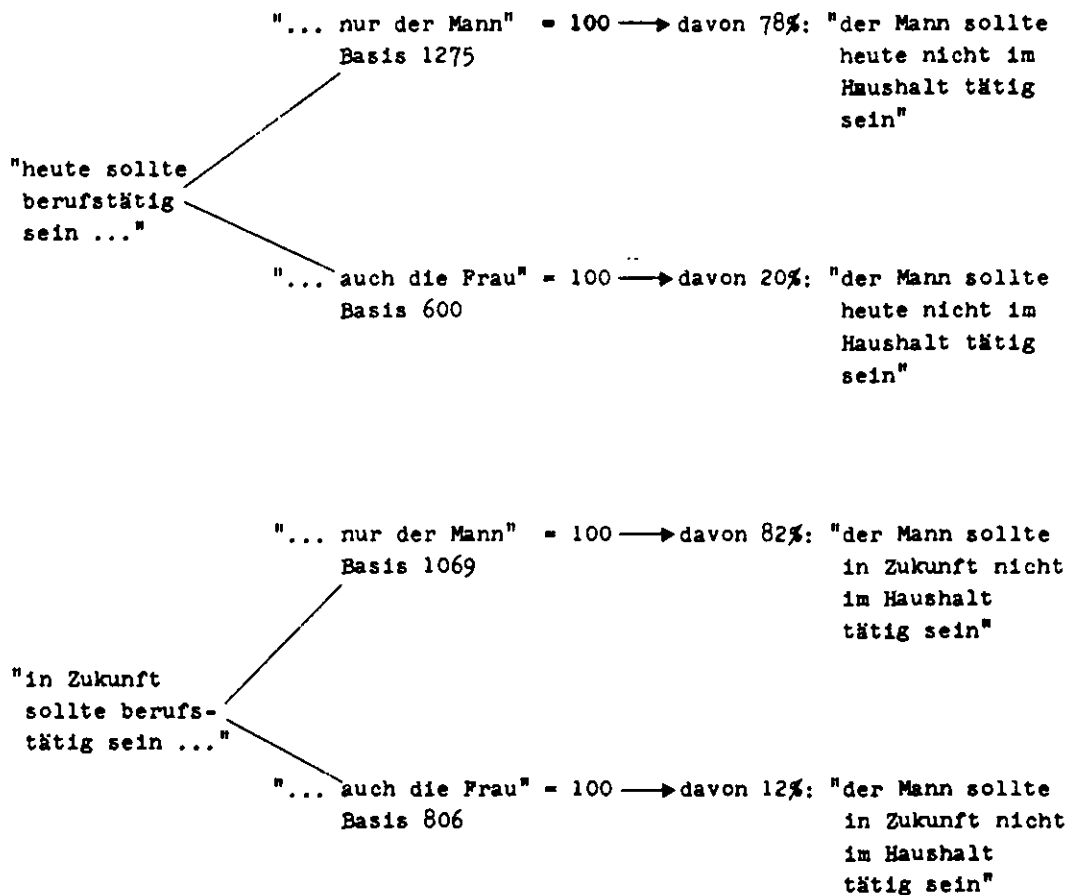 "... nur der Mann" = 100 → davon 78%: "der Mann sollte
Basis 1275 heute nicht im
Haushalt tätig
sein"
"heute sollte
berufstätig
sein ..."
"... auch die Frau" = 100 → davon 20%: "der Mann sollte
Basis 600 heute nicht im
Haushalt tätig
sein"
"... nur der Mann" = 100 → davon 82%: "der Mann sollte
Basis 1069 in Zukunft nicht
im Haushalt
tätig sein"
"in Zukunft
sollte berufs-
tätig sein ..."
"... auch die Frau" = 100 → davon 12%: "der Mann sollte
Basis 806 in Zukunft nicht
im Haushalt
tätig sein"